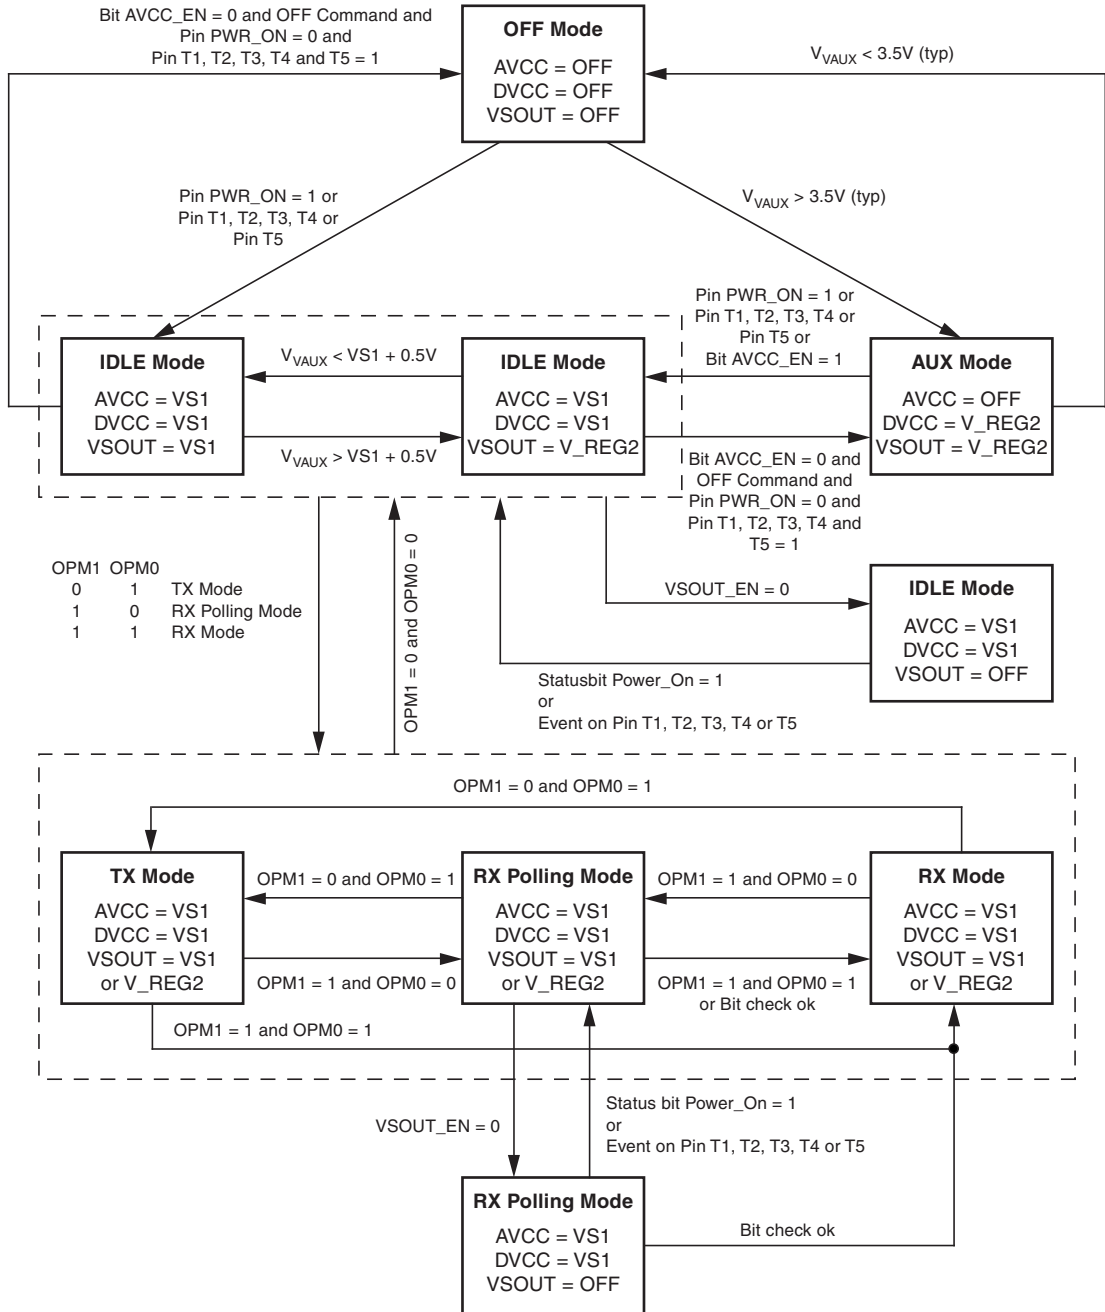 Bit AVCC_EN = 0 and OFF Command and
Pin PWR_ON = 0 and
Pin T1, T2, T3, T4 and T5 = 1
OFF Mode
AVCC = OFF
DVCC = OFF
VSOUT = OFF
VVAUX < 3.5V (typ)
Pin PWR_ON = 1 or
Pin T1, T2, T3, T4 or
Pin T5
VVAUX > 3.5V (typ)
IDLE Mode
AVCC = VS1
DVCC = VS1
VSOUT = VS1
VVAUX < VS1 + 0.5V
VVAUX > VS1 + 0.5V
IDLE Mode
AVCC = VS1
DVCC = VS1
VSOUT = V_REG2
Pin PWR_ON = 1 or
Pin T1, T2, T3, T4 or
Pin T5 or
Bit AVCC_EN = 1
AUX Mode
AVCC = OFF
DVCC = V_REG2
VSOUT = V_REG2
Bit AVCC_EN = 0 and
OFF Command and
Pin PWR_ON = 0 and
Pin T1, T2, T3, T4 and
T5 = 1
OPM1 OPM0
0 1 TX Mode
1 0 RX Polling Mode
1 1 RX Mode
OPM1 = 0 and OPM0 = 0
VSOUT_EN = 0
IDLE Mode
AVCC = VS1
DVCC = VS1
VSOUT = OFF
Statusbit Power_On = 1
or
Event on Pin T1, T2, T3, T4 or T5
OPM1 = 0 and OPM0 = 1
TX Mode
AVCC = VS1
DVCC = VS1
VSOUT = VS1
or V_REG2
OPM1 = 0 and OPM0 = 1
OPM1 = 1 and OPM0 = 0
RX Polling Mode
AVCC = VS1
DVCC = VS1
VSOUT = VS1
or V_REG2
OPM1 = 1 and OPM0 = 0
OPM1 = 1 and OPM0 = 1
or Bit check ok
RX Mode
AVCC = VS1
DVCC = VS1
VSOUT = VS1
or V_REG2
OPM1 = 1 and OPM0 = 1
VSOUT_EN = 0
Status bit Power_On = 1
or
Event on Pin T1, T2, T3, T4 or T5
RX Polling Mode
AVCC = VS1
DVCC = VS1
VSOUT = OFF
Bit check ok